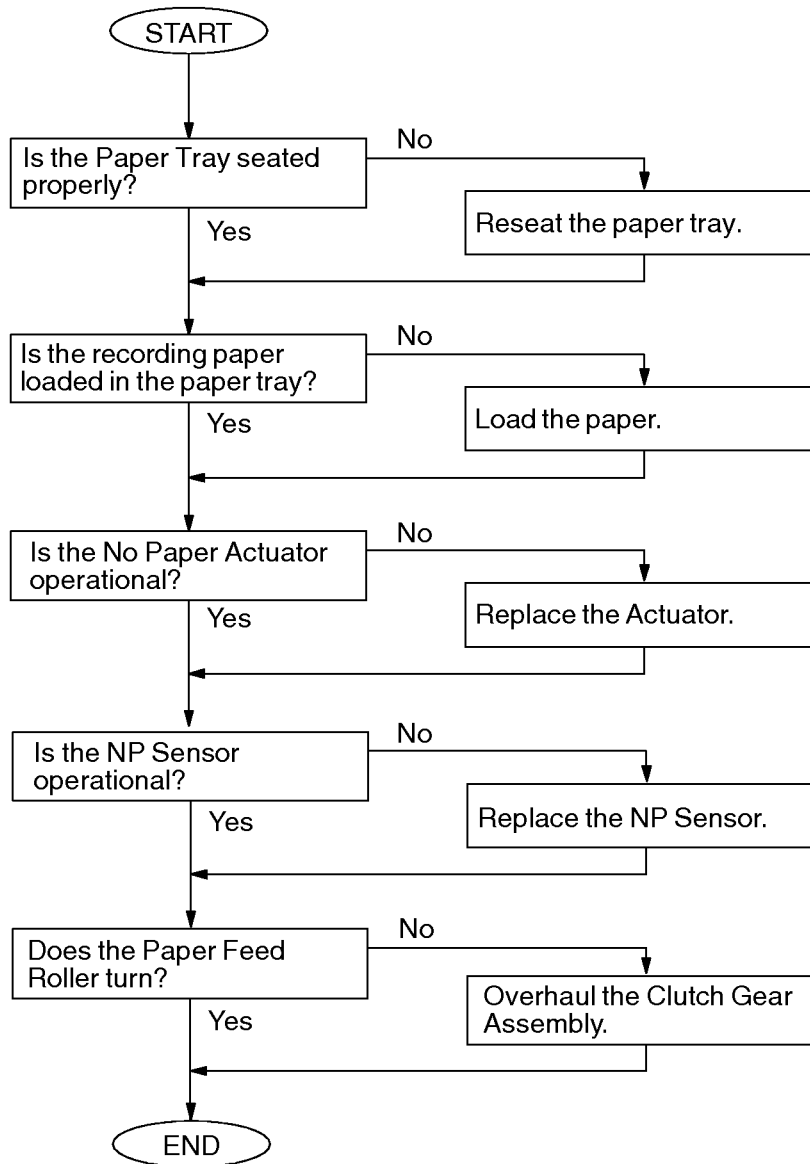 START
Is the Paper Tray seated
properly?
No
Reseat the paper tray.
Yes
Is the recording paper
loaded in the paper tray?
No
Load the paper.
Yes
Is the No Paper Actuator
operational?
No
Replace the Actuator.
Yes
Is the NP Sensor
operational?
No
Replace the NP Sensor.
Yes
Does the Paper Feed
Roller turn?
No
Overhaul the Clutch Gear
Assembly.
Yes
END